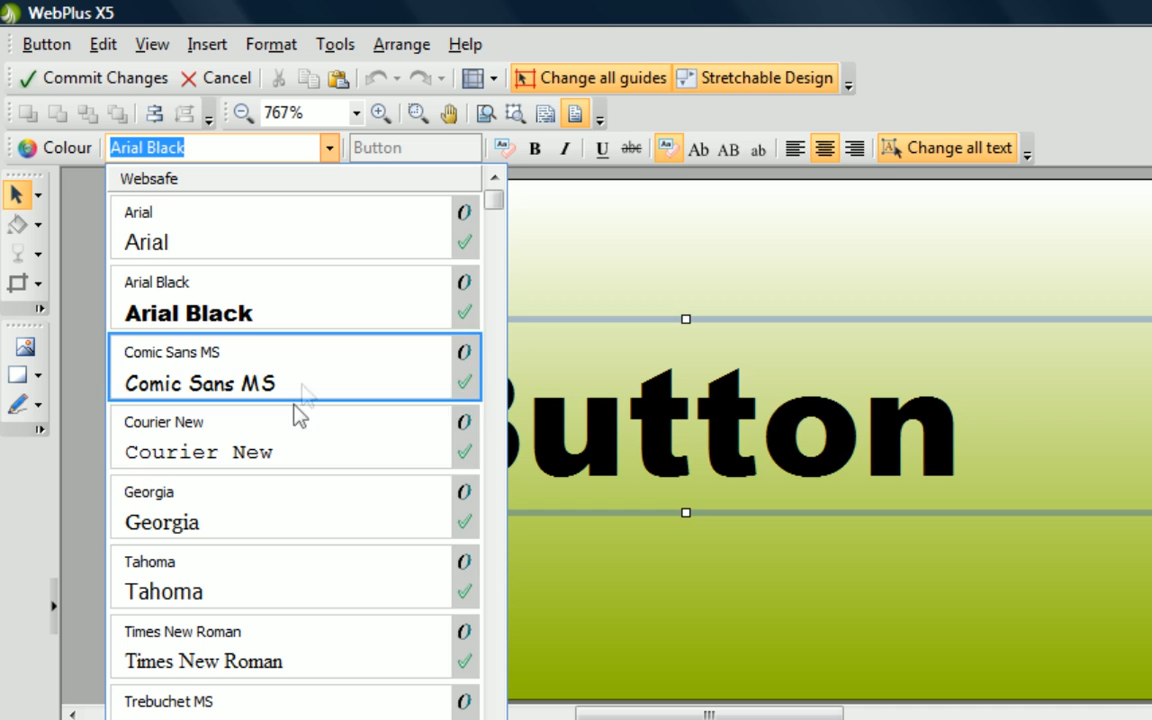 WebPlus X5
Button Edit View Insert Format Tools Arrange Help
Commit Changes Cancel Change all guides Stretchable Design
767%
Colour Arial Black Button Aa B I U abc Aa Ab AB ab Change all text
Websafe
Arial O
Arial
Arial Black O
Arial Black
Comic Sans MS O
Comic Sans MS
Courier New O
Courier New
Georgia O
Georgia
Tahoma O
Tahoma
Times New Roman O
Times New Roman
Trebuchet MS O
Button